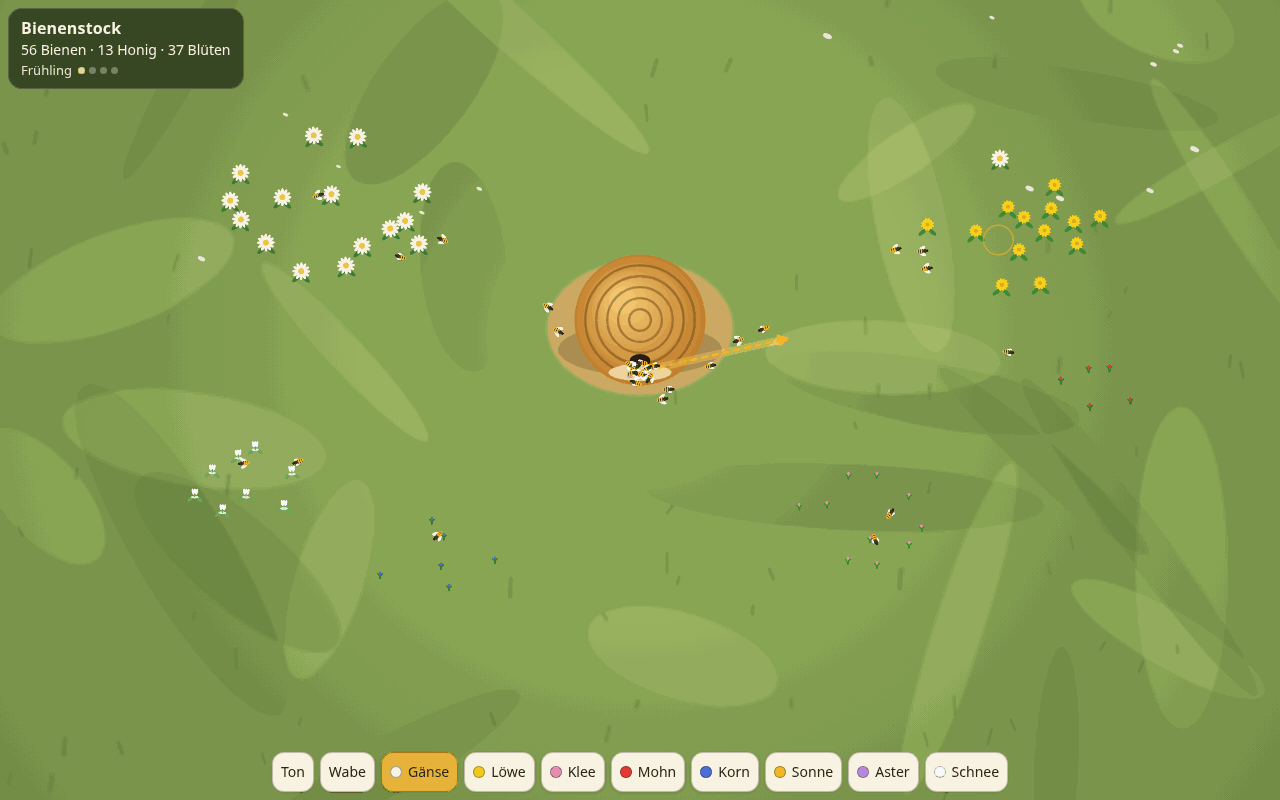 Bienenstock
56 Bienen · 13 Honig · 37 Blüten
Frühling
Ton
Wabe
Gänse
Löwe
Klee
Mohn
Korn
Sonne
Aster
Schnee